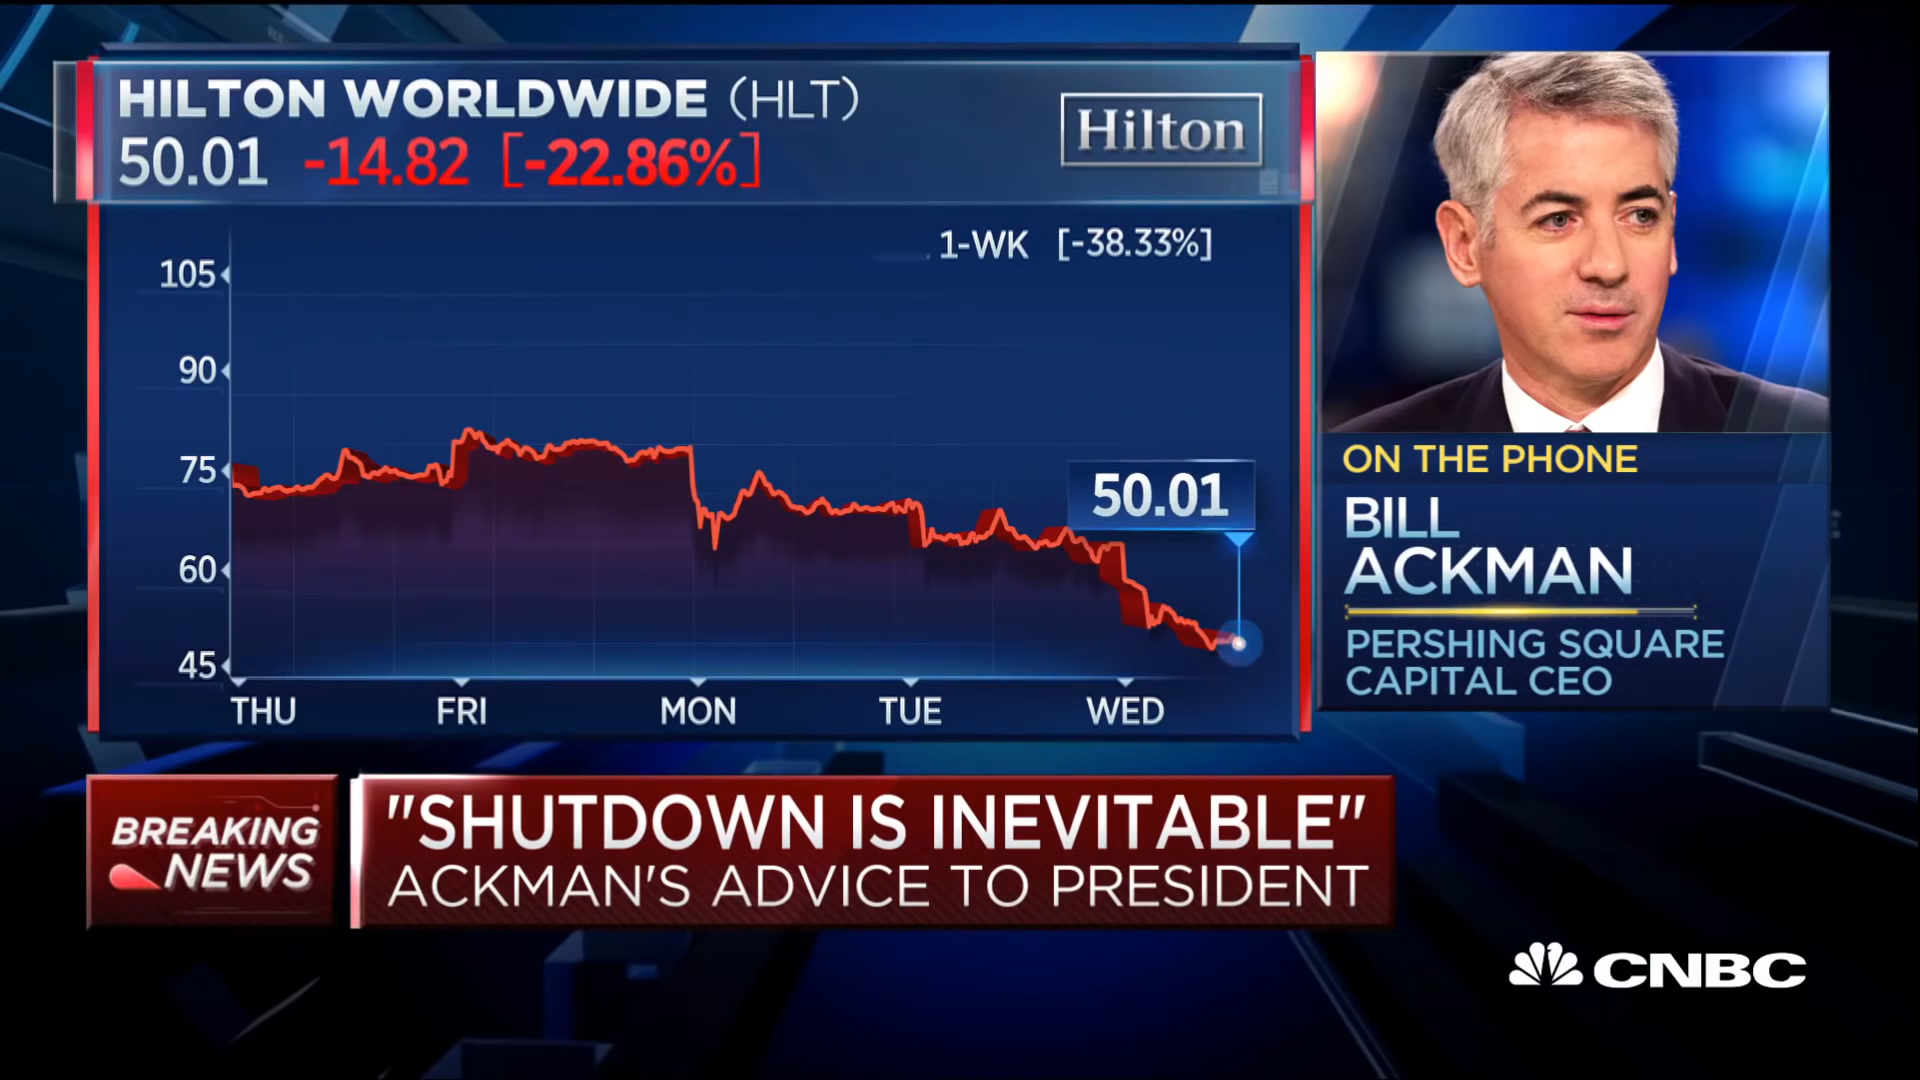 HILTON WORLDWIDE (HLT)
50.01 -14.82 [-22.86%]
Hilton
1-WK [-38.33%]
105
90
75
60
45
50.01
THU FRI MON TUE WED
ON THE PHONE
BILL
ACKMAN
PERSHING SQUARE
CAPITAL CEO
BREAKING
NEWS
"SHUTDOWN IS INEVITABLE"
ACKMAN'S ADVICE TO PRESIDENT
CNBC